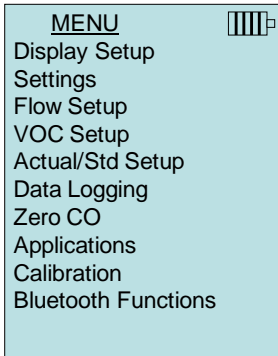 MENU
Display Setup
Settings
Flow Setup
VOC Setup
Actual/Std Setup
Data Logging
Zero CO
Applications
Calibration
Bluetooth Functions